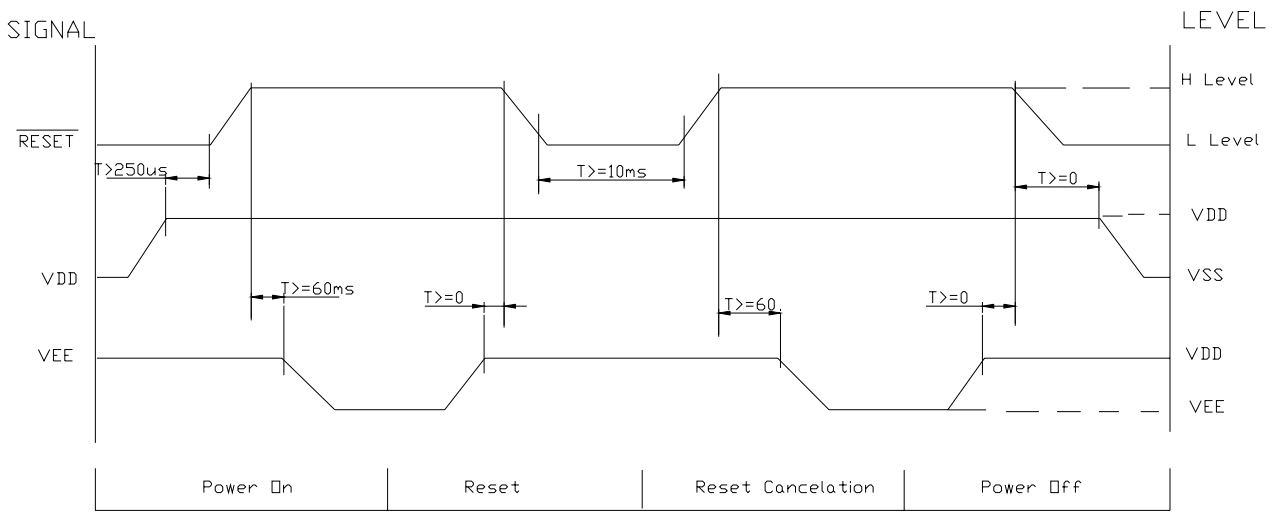 SIGNAL
LEVEL
H Level
RESET
L Level
T>250us
T>=10ms
T>=0
VDD
VDD
VSS
T>=60ms
T>=0
T>=60.
T>=0
VEE
VDD
VEE
Power On
Reset
Reset Cancelation
Power Off